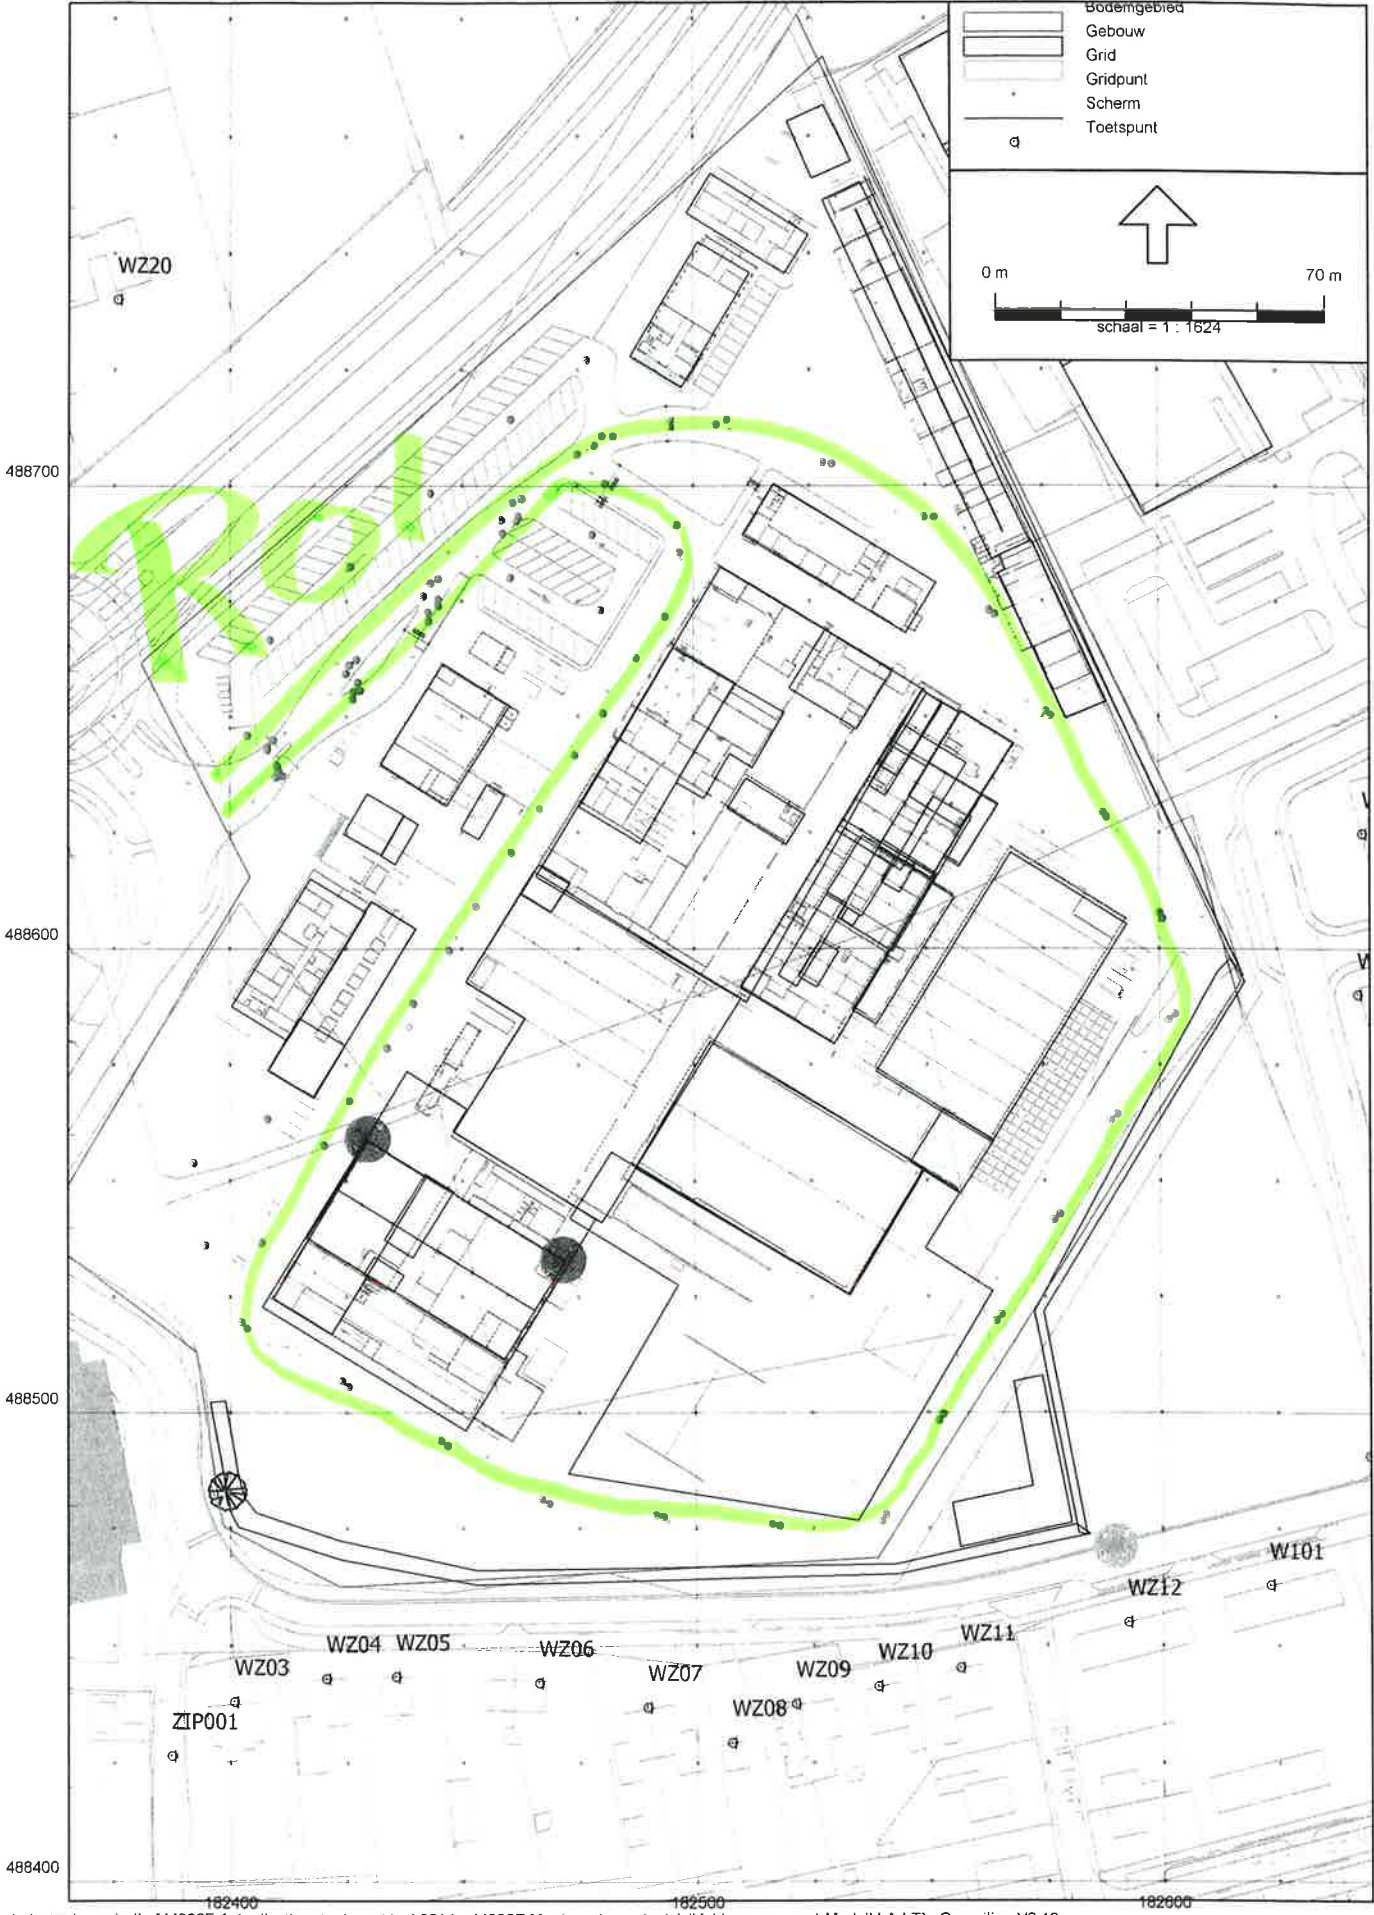 Bodemgebied
Gebouw
Grid
Gridpunt
Scherm
Toetspunt
0 m 70 m
schaal = 1 : 1624
WZ20
488700
Rol
488600
488500
W101
WZ12
WZ11
WZ04 WZ05
WZ06
WZ10
WZ03
WZ07
WZ09
WZ08
ZIP001
488400
182400 182500 182600